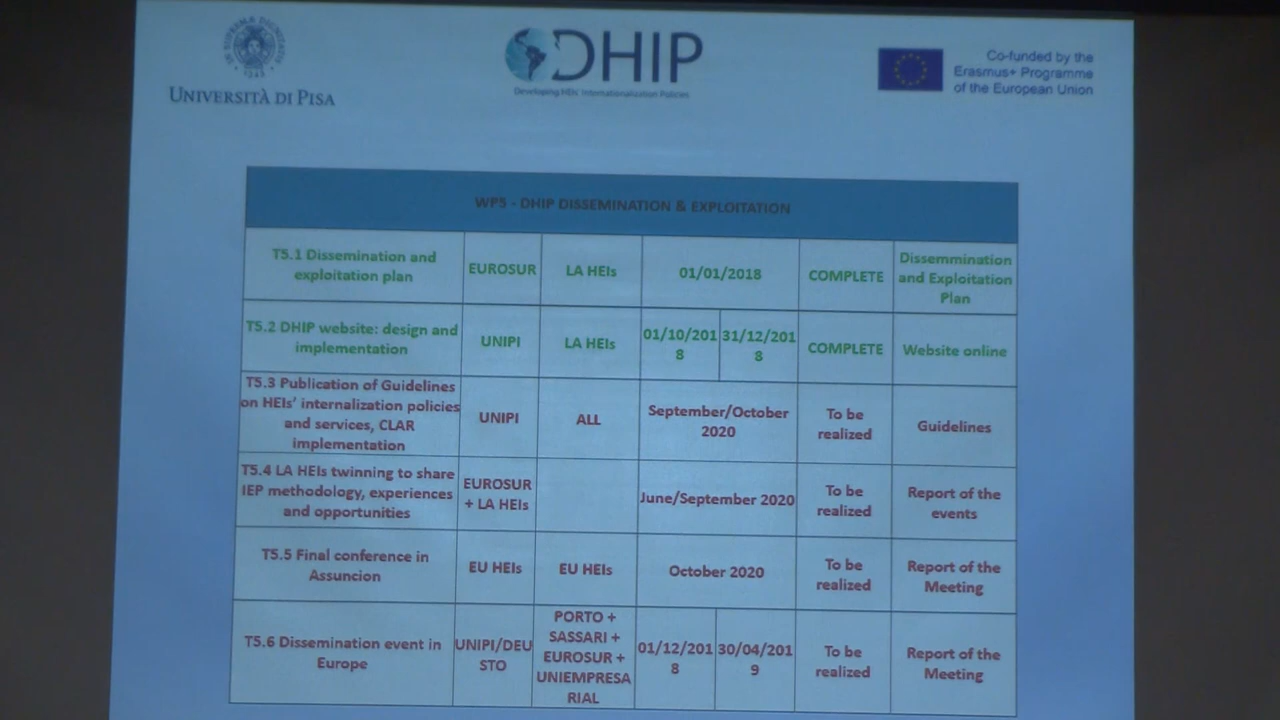 UNIVERSITÀ DI PISA
DHIP
Developing HEIs' Internationalization Policies
Co-funded by the
Erasmus+ Programme
of the European Union
WP5 - DHIP DISSEMINATION & EXPLOITATION
T5.1 Dissemination and
exploitation plan
EUROSUR
LA HEIs
01/01/2018
COMPLETE
Dissemmination
and Exploitation
Plan
T5.2 DHIP website: design and
implementation
UNIPI
LA HEIs
01/10/201
8
31/12/201
8
COMPLETE
Website online
T5.3 Publication of Guidelines
on HEIs' internalization policies
and services, CLAR
implementation
UNIPI
ALL
September/October
2020
To be
realized
Guidelines
T5.4 LA HEIs twinning to share
IEP methodology, experiences
and opportunities
EUROSUR
+ LA HEIs
June/September 2020
To be
realized
Report of the
events
T5.5 Final conference in
Assuncion
EU HEIs
EU HEIs
October 2020
To be
realized
Report of the
Meeting
T5.6 Dissemination event in
Europe
UNIPI/DEU
STO
PORTO +
SASSARI +
EUROSUR +
UNIEMPRESA
RIAL
01/12/201
8
30/04/201
9
To be
realized
Report of the
Meeting